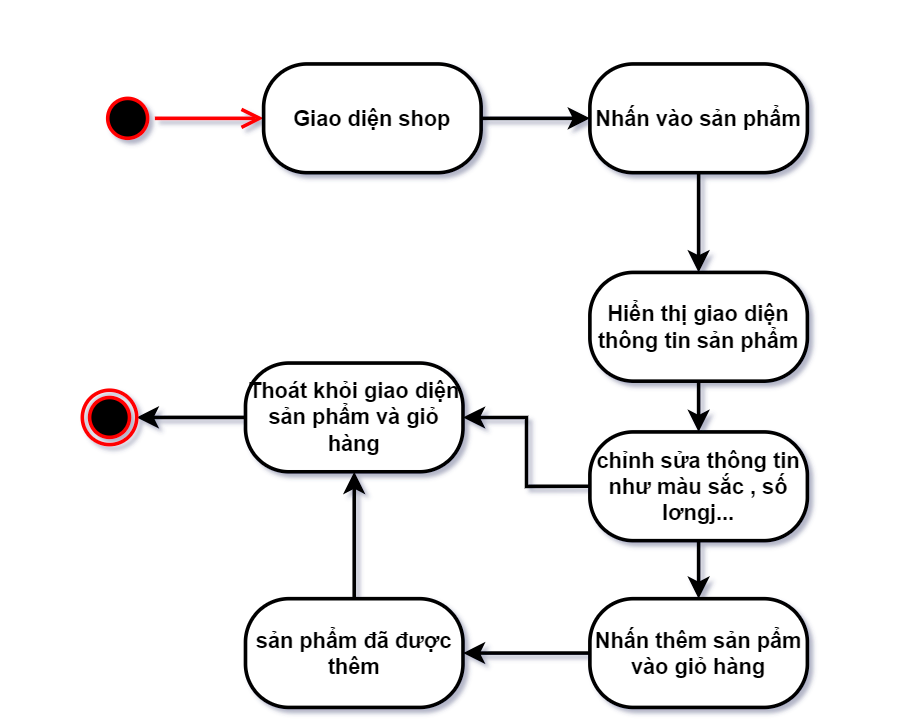 Giao diện shop
Nhấn vào sản phẩm
Hiển thị giao diện
thông tin sản phẩm
Thoát khỏi giao diện
sản phẩm và giỏ
hàng
chỉnh sửa thông tin
như màu sắc , số
lơngj...
sản phẩm đã được
thêm
Nhấn thêm sản pẩm
vào giỏ hàng